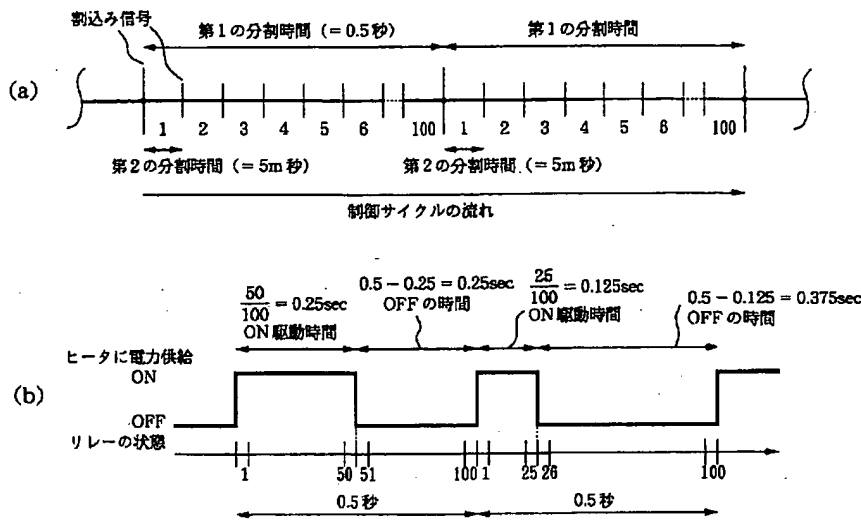 割込み信号
第1の分割時間 (= 0.5秒)
第1の分割時間
(a)
1 2 3 4 5 6 100 1 2 3 4 5 6 100
第2の分割時間 (= 5m秒)
第2の分割時間 (= 5m秒)
制御サイクルの流れ
50/100 = 0.25sec
ON駆動時間
0.5 − 0.25 = 0.25sec
OFFの時間
25/100 = 0.125sec
ON駆動時間
0.5 − 0.125 = 0.375sec
OFFの時間
ヒータに電力供給
ON
(b)
OFF
リレーの状態
1 50 51 100 1 25 26 100
0.5秒
0.5秒